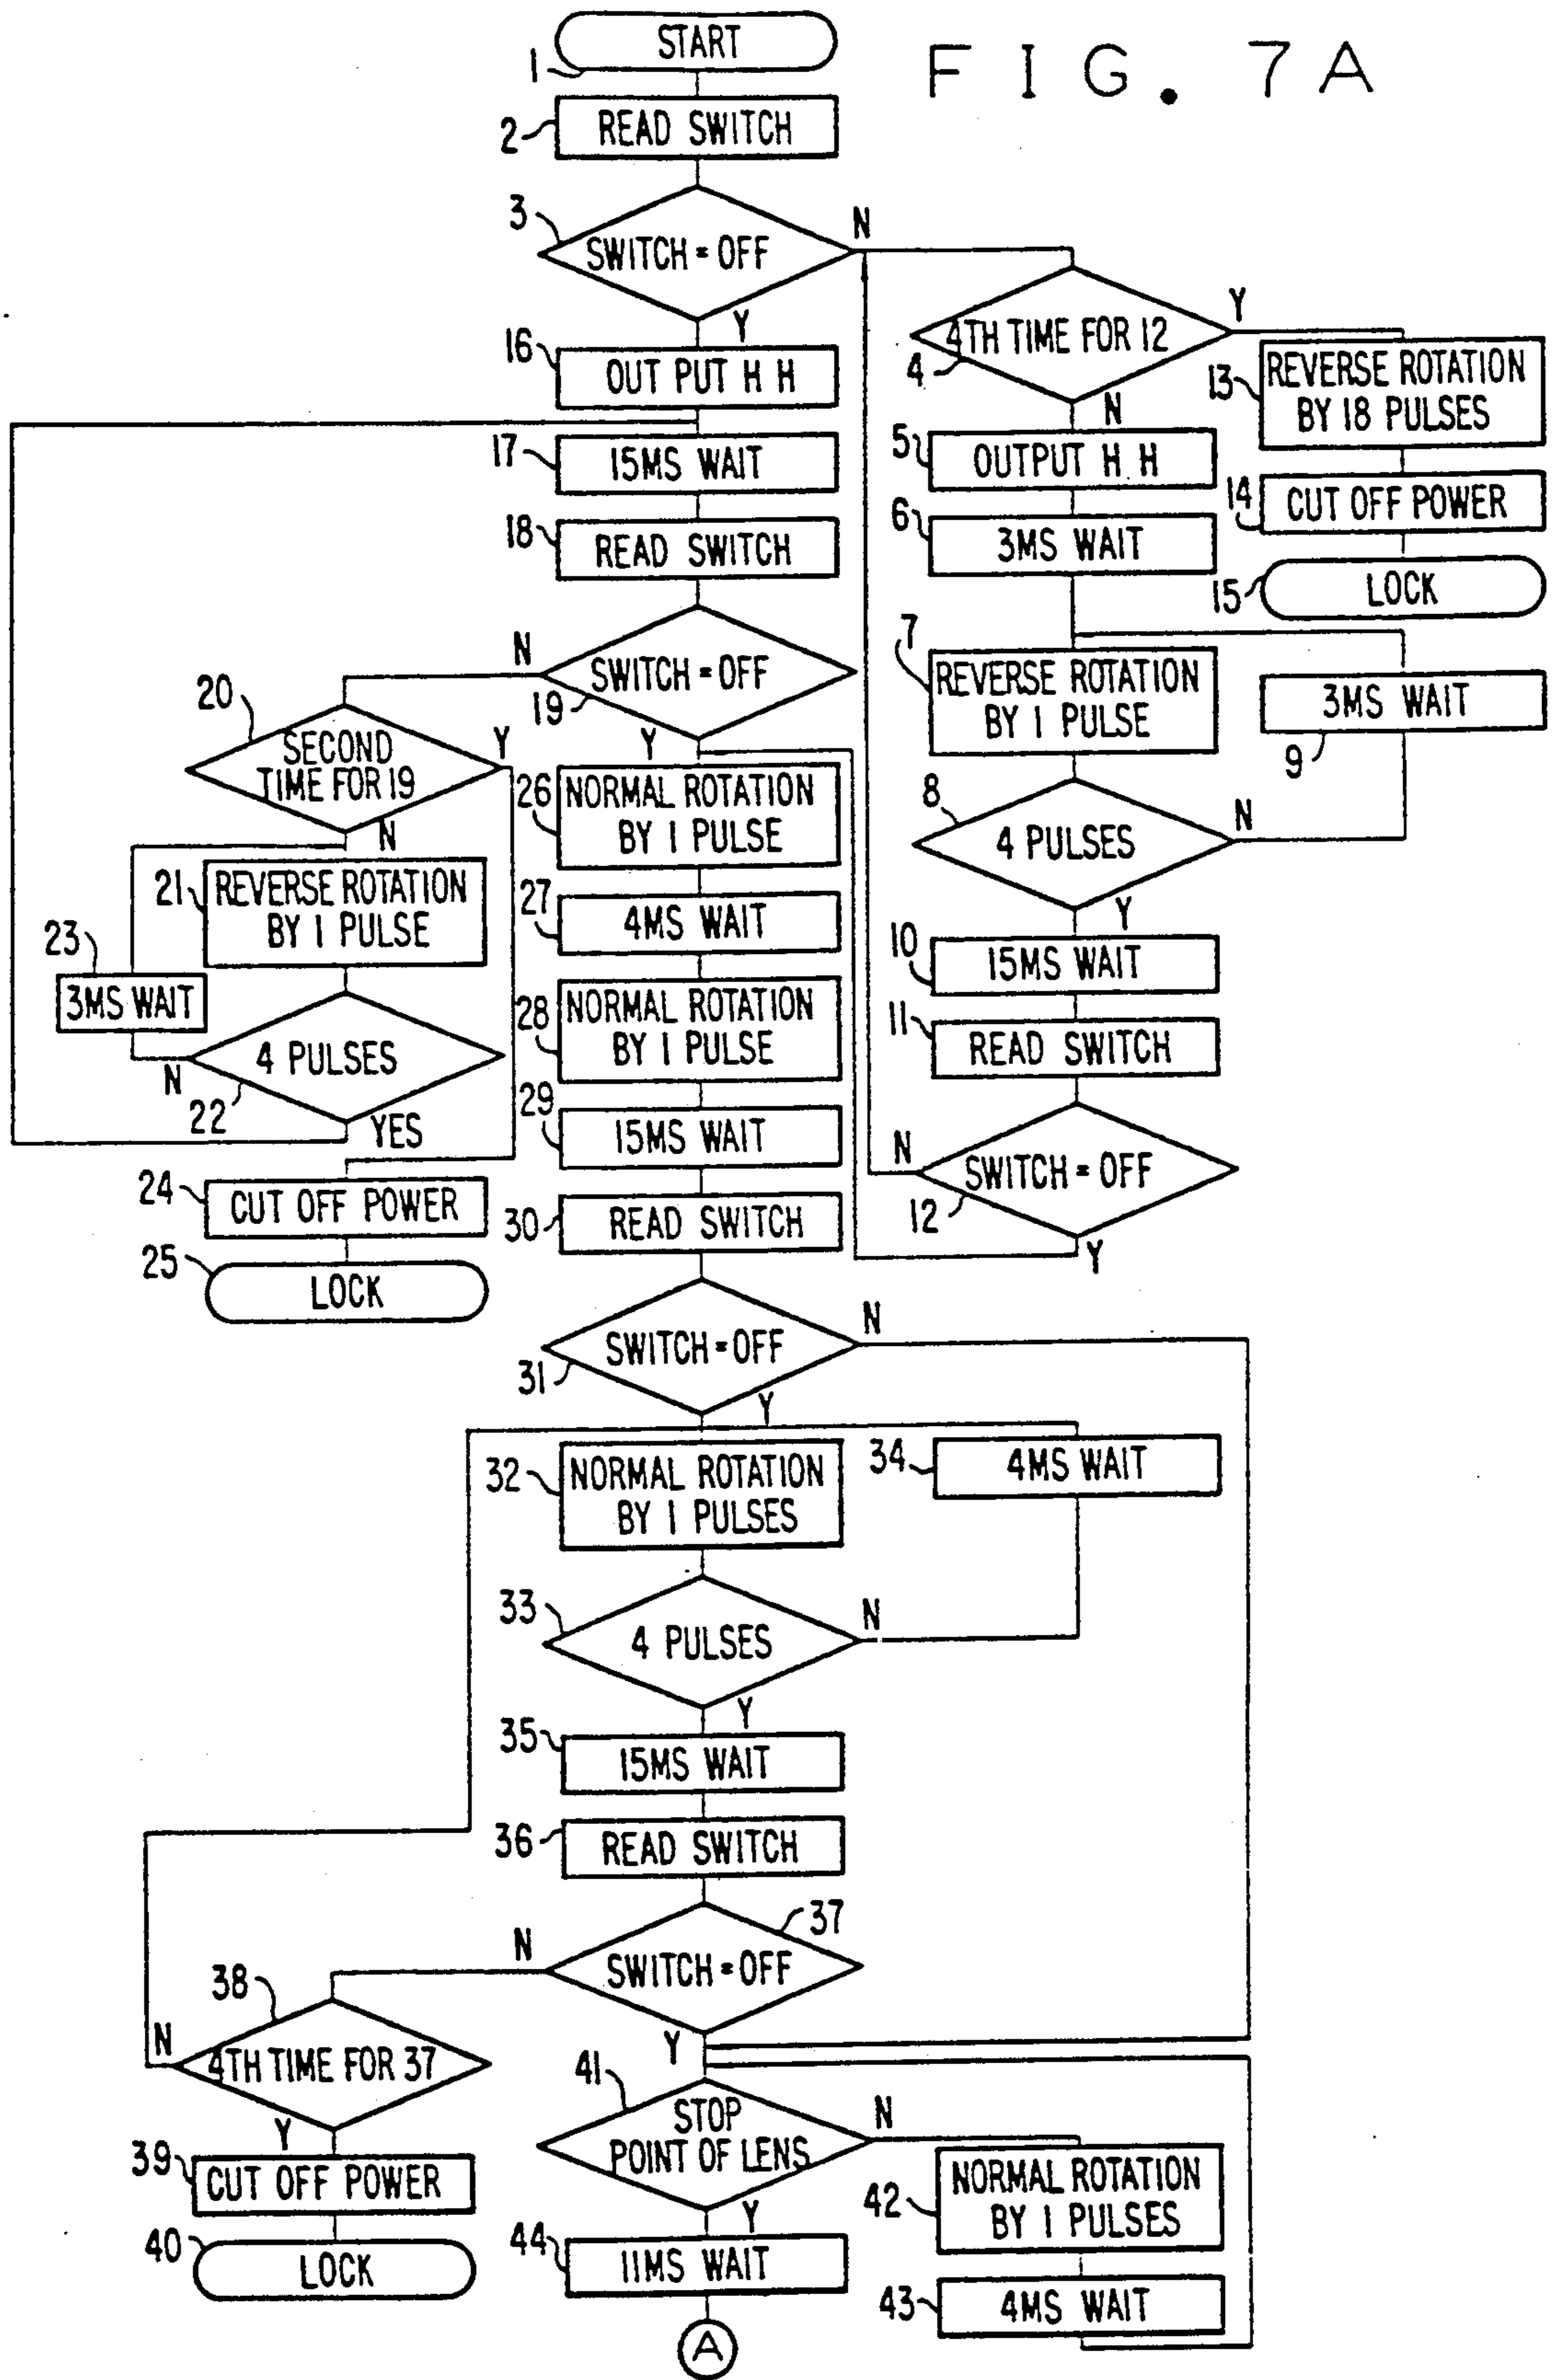 FIG. 7A
START
1
2
READ SWITCH
3
SWITCH = OFF
N
Y
4
4TH TIME FOR 12
Y
N
13
REVERSE ROTATION
BY 18 PULSES
14
CUT OFF POWER
15
LOCK
5
OUTPUT H H
6
3MS WAIT
7
REVERSE ROTATION
BY 1 PULSE
3MS WAIT
9
8
4 PULSES
N
Y
10
15MS WAIT
11
READ SWITCH
12
SWITCH = OFF
N
Y
16
OUT PUT H H
17
15MS WAIT
18
READ SWITCH
19
SWITCH = OFF
N
Y
20
SECOND
TIME FOR 19
Y
N
21
REVERSE ROTATION
BY 1 PULSE
23
3MS WAIT
22
4 PULSES
N
YES
24
CUT OFF POWER
25
LOCK
26
NORMAL ROTATION
BY 1 PULSE
27
4MS WAIT
28
NORMAL ROTATION
BY 1 PULSE
29
15MS WAIT
30
READ SWITCH
31
SWITCH = OFF
N
Y
32
NORMAL ROTATION
BY 1 PULSES
34
4MS WAIT
33
4 PULSES
N
Y
35
15MS WAIT
36
READ SWITCH
37
SWITCH = OFF
N
Y
38
4TH TIME FOR 37
N
Y
39
CUT OFF POWER
40
LOCK
41
STOP
POINT OF LENS
N
Y
42
NORMAL ROTATION
BY 1 PULSES
43
4MS WAIT
44
11MS WAIT
A